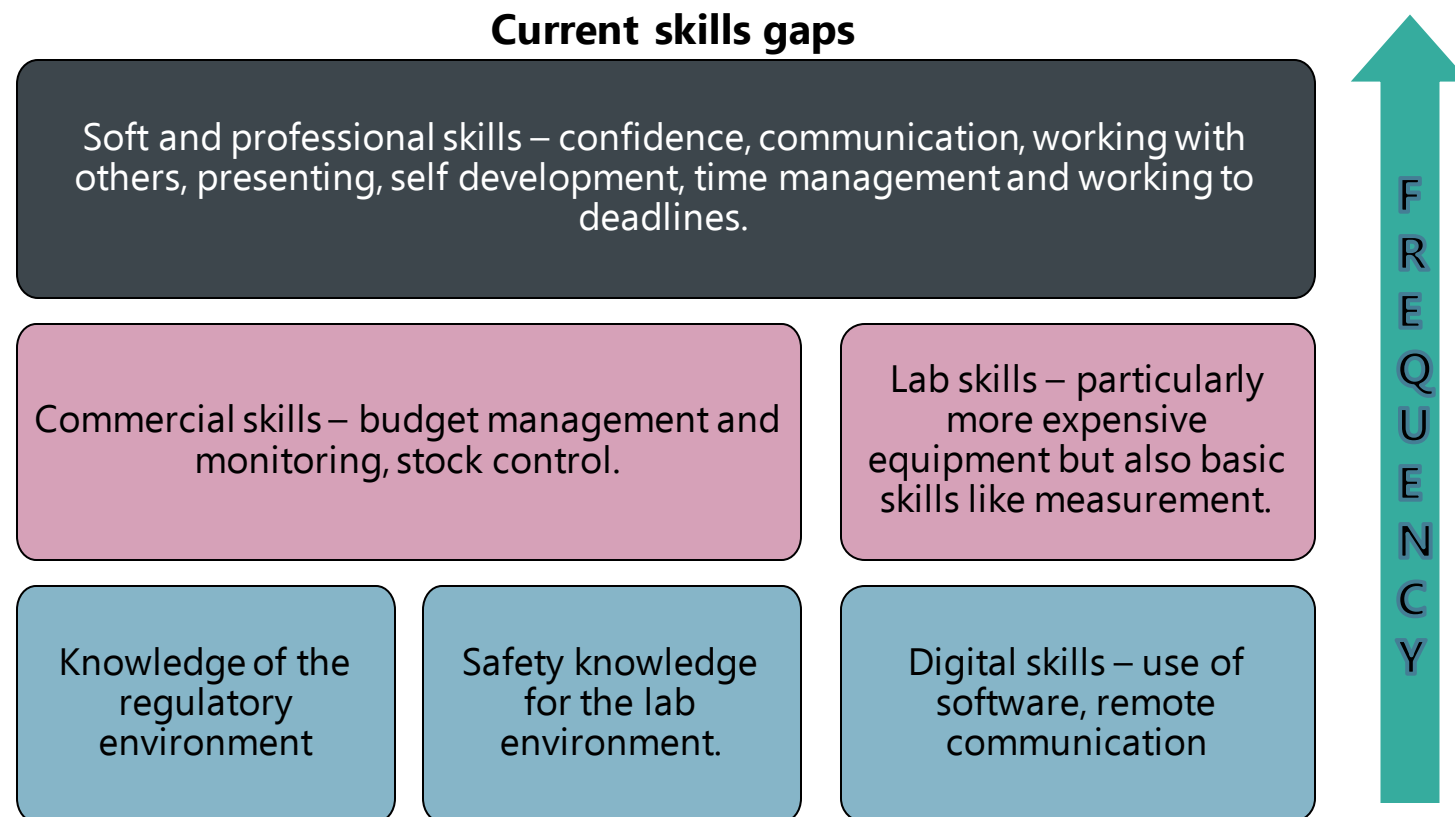 Current skills gaps
Soft and professional skills – confidence, communication, working with
others, presenting, self development, time management and working to
deadlines.
Commercial skills – budget management and
monitoring, stock control.
Lab skills – particularly
more expensive
equipment but also basic
skills like measurement.
Knowledge of the
regulatory
environment
Safety knowledge
for the lab
environment.
Digital skills – use of
software, remote
communication
FREQUENCY